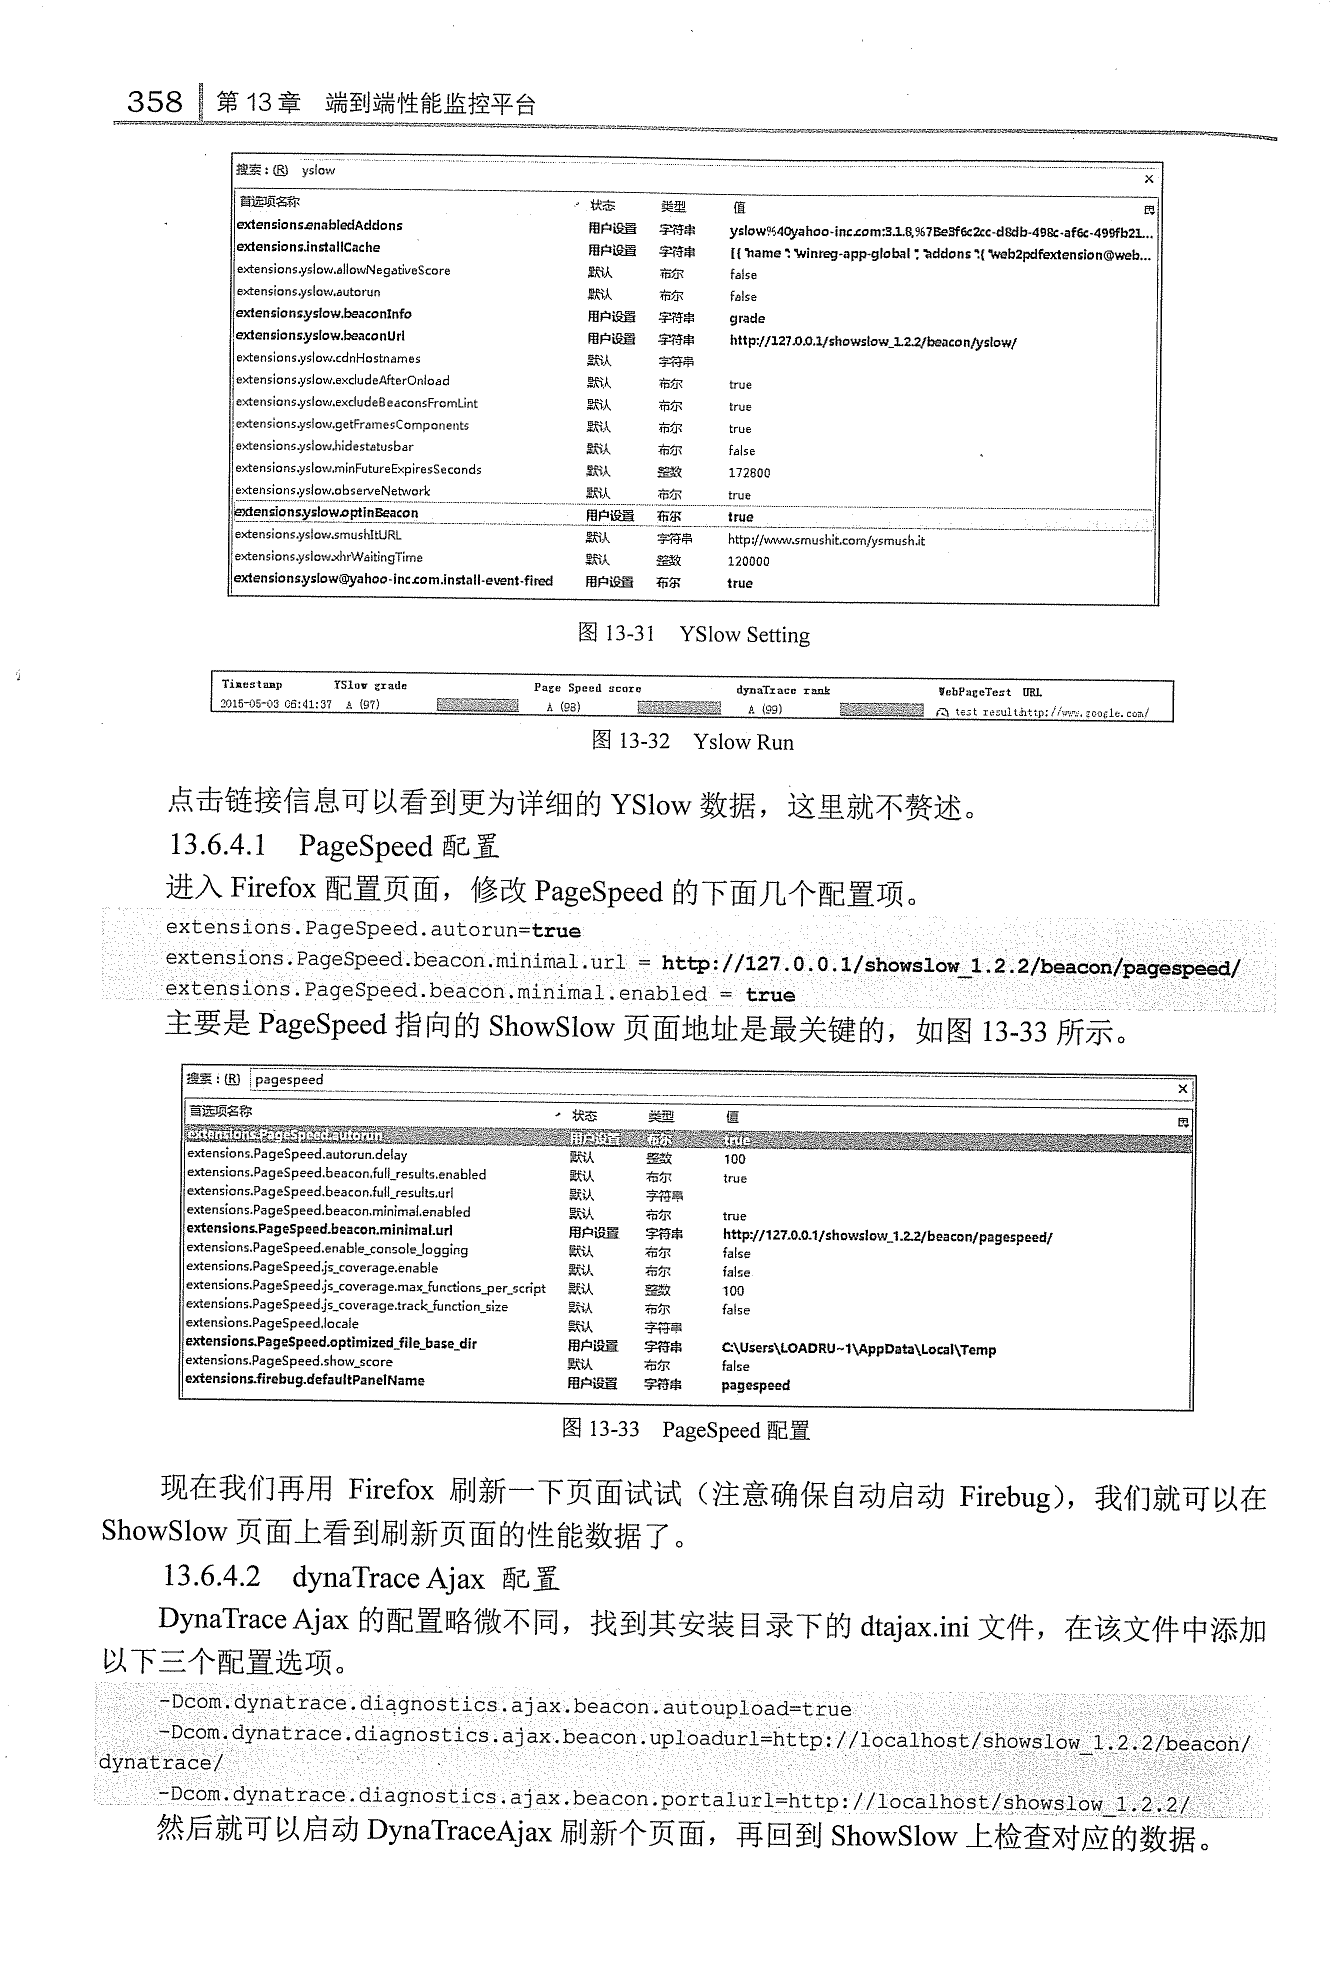 358 第 13 章 端到端性能监控平台
搜索：(R) yslow ×
首选项名称 状态 类型 值
extensions.enabledAddons 用户设置 字符串 yslow%40yahoo-inc.com:3.1.8,%7Be3f6c2cc-d8db-498c-af6c-499fb21...
extensions.installCache 用户设置 字符串 [{"name":"winreg-app-global","addons":{"web2pdfextension@web...
extensions.yslow.allowNegativeScore 默认 布尔 false
extensions.yslow.autorun 默认 布尔 false
extensions.yslow.beaconInfo 用户设置 字符串 grade
extensions.yslow.beaconUrl 用户设置 字符串 http://127.0.0.1/showslow_1.2.2/beacon/yslow/
extensions.yslow.cdnHostnames 默认 字符串
extensions.yslow.excludeAfterOnload 默认 布尔 true
extensions.yslow.excludeBeaconsFromLint 默认 布尔 true
extensions.yslow.getFramesComponents 默认 布尔 true
extensions.yslow.hidestatusbar 默认 布尔 false
extensions.yslow.minFutureExpiresSeconds 默认 整数 172800
extensions.yslow.observeNetwork 默认 布尔 true
extensions.yslow.optinBeacon 用户设置 布尔 true
extensions.yslow.smushItURL 默认 字符串 http://www.smushit.com/ysmush.it
extensions.yslow.xhrWaitingTime 默认 整数 120000
extensions.yslow@yahoo-inc.com.install-event-fired 用户设置 布尔 true
图 13-31 YSlow Setting
Timestamp YSlow grade Page Speed score dynaTrace rank WebPageTest URL
2015-05-03 06:41:37 A (97) A (98) A (99) test result http://www.google.com/
图 13-32 Yslow Run
点击链接信息可以看到更为详细的 YSlow 数据，这里就不赘述。
13.6.4.1 PageSpeed 配置
进入 Firefox 配置页面，修改 PageSpeed 的下面几个配置项。
extensions.PageSpeed.autorun=true
extensions.PageSpeed.beacon.minimal.url = http://127.0.0.1/showslow_1.2.2/beacon/pagespeed/
extensions.PageSpeed.beacon.minimal.enabled = true
主要是 PageSpeed 指向的 ShowSlow 页面地址是最关键的，如图 13-33 所示。
搜索：(R) pagespeed ×
首选项名称 状态 类型 值
extensions.PageSpeed.autorun 用户设置 布尔 true
extensions.PageSpeed.autorun.delay 默认 整数 100
extensions.PageSpeed.beacon.full_results.enabled 默认 布尔 true
extensions.PageSpeed.beacon.full_results.url 默认 字符串
extensions.PageSpeed.beacon.minimal.enabled 默认 布尔 true
extensions.PageSpeed.beacon.minimal.url 用户设置 字符串 http://127.0.0.1/showslow_1.2.2/beacon/pagespeed/
extensions.PageSpeed.enable_console_logging 默认 布尔 false
extensions.PageSpeed.js_coverage.enable 默认 布尔 false
extensions.PageSpeed.js_coverage.max_functions_per_script 默认 整数 100
extensions.PageSpeed.js_coverage.track_function_size 默认 布尔 false
extensions.PageSpeed.locale 默认 字符串
extensions.PageSpeed.optimized_file_base_dir 用户设置 字符串 C:\Users\LOADRU~1\AppData\Local\Temp
extensions.PageSpeed.show_score 默认 布尔 false
extensions.firebug.defaultPanelName 用户设置 字符串 pagespeed
图 13-33 PageSpeed 配置
现在我们再用 Firefox 刷新一下页面试试（注意确保自动启动 Firebug），我们就可以在
ShowSlow 页面上看到刷新页面的性能数据了。
13.6.4.2 dynaTrace Ajax 配置
DynaTrace Ajax 的配置略微不同，找到其安装目录下的 dtajax.ini 文件，在该文件中添加
以下三个配置选项。
-Dcom.dynatrace.diagnostics.ajax.beacon.autoupload=true
-Dcom.dynatrace.diagnostics.ajax.beacon.uploadurl=http://localhost/showslow_1.2.2/beacon/
dynatrace/
-Dcom.dynatrace.diagnostics.ajax.beacon.portalurl=http://localhost/showslow_1.2.2/
然后就可以启动 DynaTraceAjax 刷新个页面，再回到 ShowSlow 上检查对应的数据。